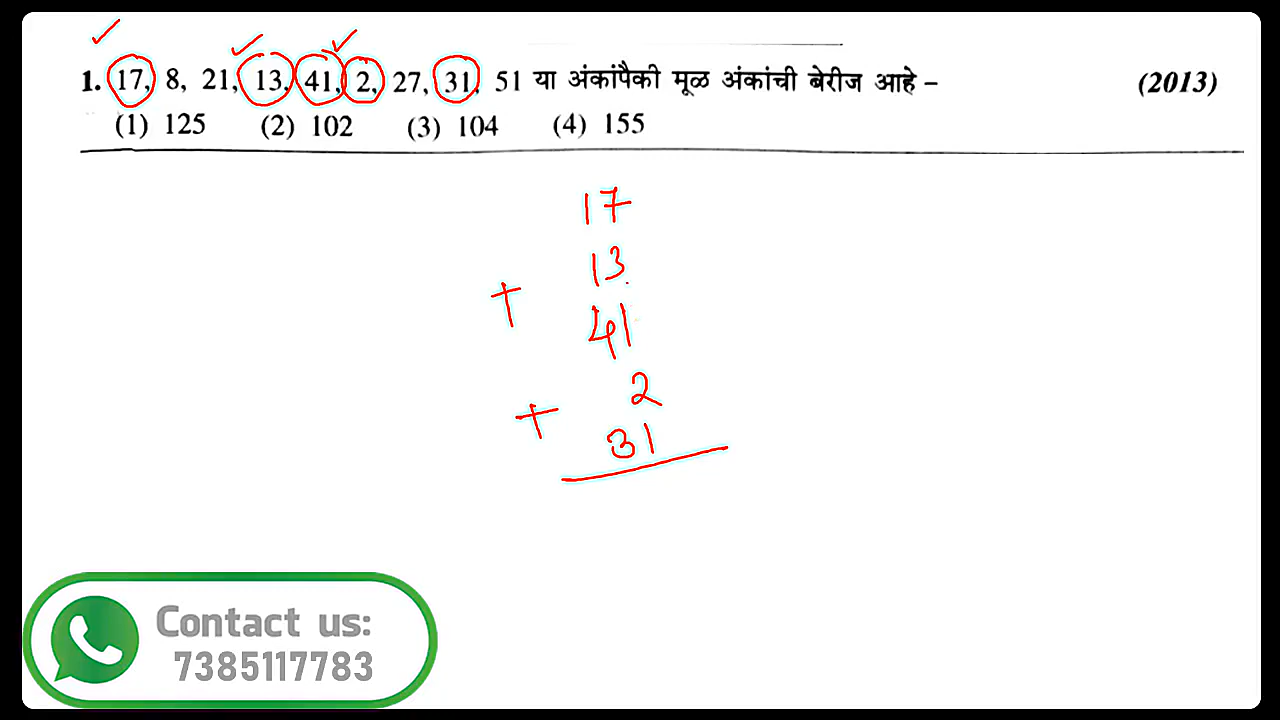 1. 17, 8, 21, 13, 41, 2, 27, 31, 51 या अंकांपैकी मूळ अंकांची बेरीज आहे – (2013)
(1) 125 (2) 102 (3) 104 (4) 155
17
13
+
41
2
+
31
Contact us:
7385117783